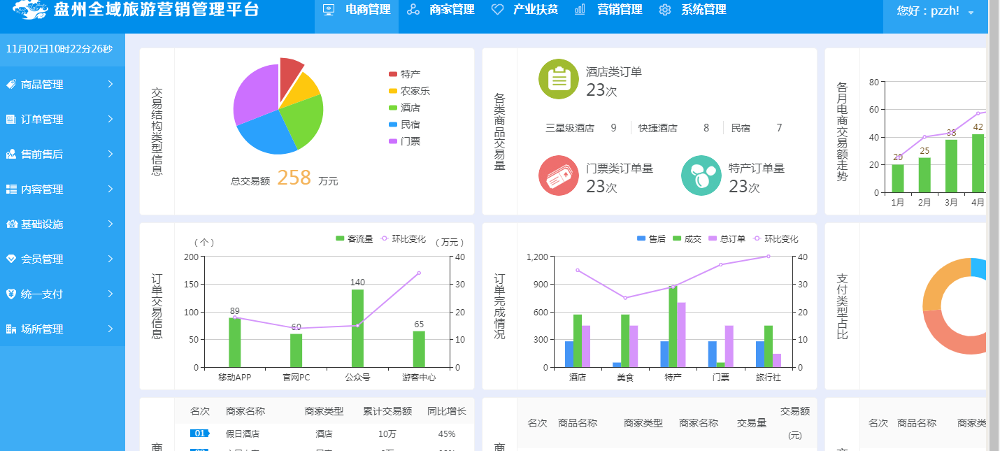 盘州全域旅游营销管理平台
电商管理
商家管理
产业扶贫
营销管理
系统管理
您好：pzzh!
11月02日10时22分26秒
商品管理
订单管理
售前售后
内容管理
基础设施
会员管理
统一支付
场所管理
交易结构类型信息
特产
农家乐
酒店
民宿
门票
总交易额 258 万元
各类商品交易量
酒店类订单
23次
三星级酒店 9 快捷酒店 8 民宿 7
门票类订单量
23次
特产订单量
23次
各月电商交易额走势
80
60
40
20
0
20
25
38
42
1月 2月 3月 4月
订单交易信息
（个）
客流量 环比变化
（万元）
200
150
100
50
0
89
60
140
65
40
30
20
10
0
移动APP 官网PC 公众号 游客中心
订单完成情况
售后 成交 总订单 环比变化
1,200
900
600
300
0
40
30
20
10
0
酒店 美食 特产 门票 旅行社
支付类型占比
商
名次 商家名称 商家类型 累计交易额 同比增长
01 假日酒店 酒店 10万 45%
商
名次 商品名称 商家类型 商家名称 交易量 交易额
(元)
名次 商品名称 商家类